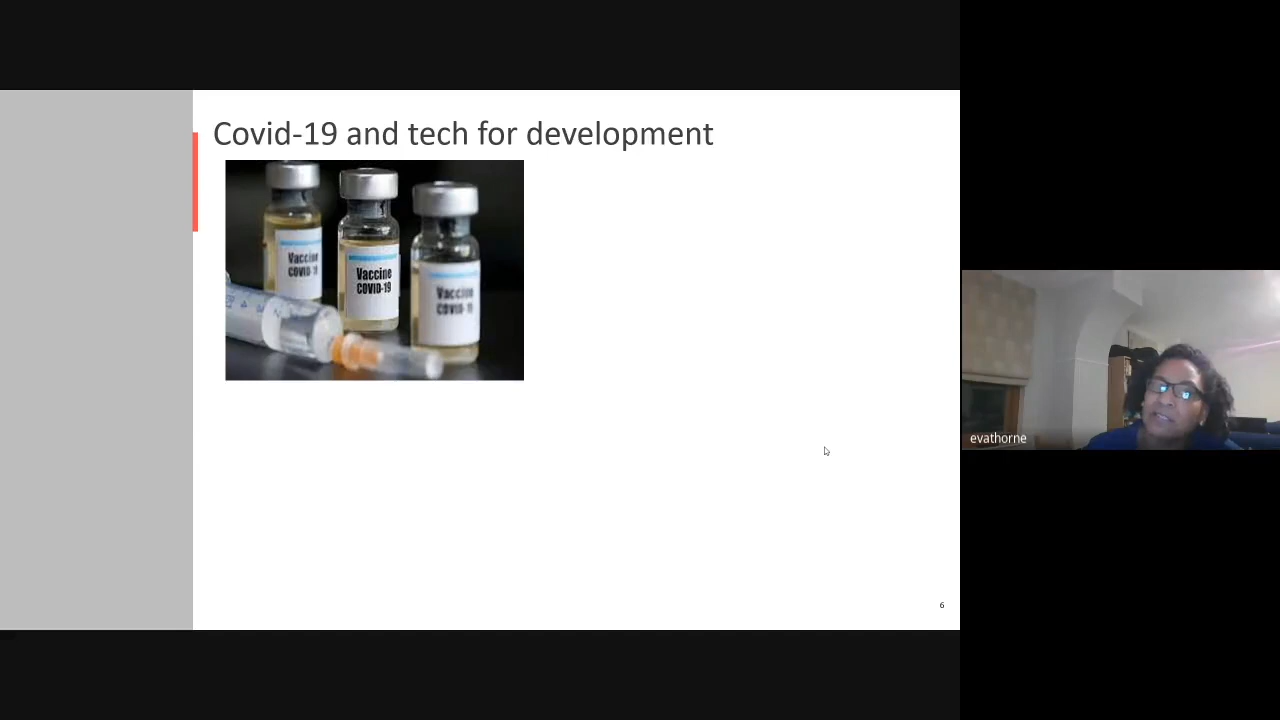 Covid-19 and tech for development
Vaccine
COVID-19
Vaccine
COVID-19
Vaccine
COVID-19
evathorne
6